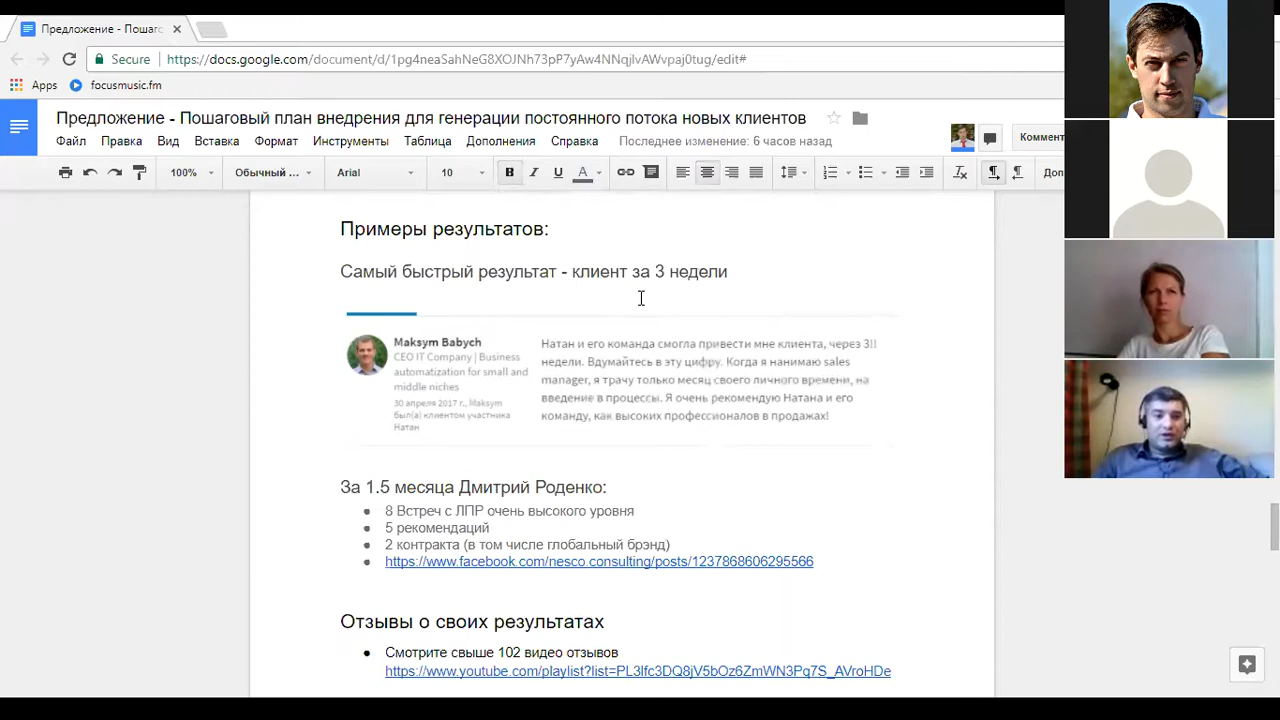 Предложение - Пошаго
Secure
https://docs.google.com/document/d/1pg4neaSanNeG8XOJNh73pP7yAw4NNqjlvAWvpaj0tug/edit#
Apps
focusmusic.fm
Предложение - Пошаговый план внедрения для генерации постоянного потока новых клиентов
Файл Правка Вид Вставка Формат Инструменты Таблица Дополнения Справка Последнее изменение: 6 часов назад
Коммент
100% Обычный ... Arial 10 B I U A Доп
Примеры результатов:
Самый быстрый результат - клиент за 3 недели
Maksym Babych
CEO IT Company | Business
automation for small and
middle niches
30 апреля 2017 г., Maksym
был(а) клиентом участника
Натан
Натан и его команда смогла привести мне клиента, через 3!!
недели. Вдумайтесь в эту цифру. Когда я нанимаю sales
manager, я трачу только месяц своего личного времени, на
введение в процессы. Я очень рекомендую Натана и его
команду, как высоких профессионалов в продажах!
За 1.5 месяца Дмитрий Роденко:
● 8 Встреч с ЛПР очень высокого уровня
● 5 рекомендаций
● 2 контракта (в том числе глобальный брэнд)
● https://www.facebook.com/nesco.consulting/posts/1237868606295566
Отзывы о своих результатах
● Смотрите свыше 102 видео отзывов
https://www.youtube.com/playlist?list=PL3lfc3DQ8jV5bOz6ZmWN3Pq7S_AVroHDe